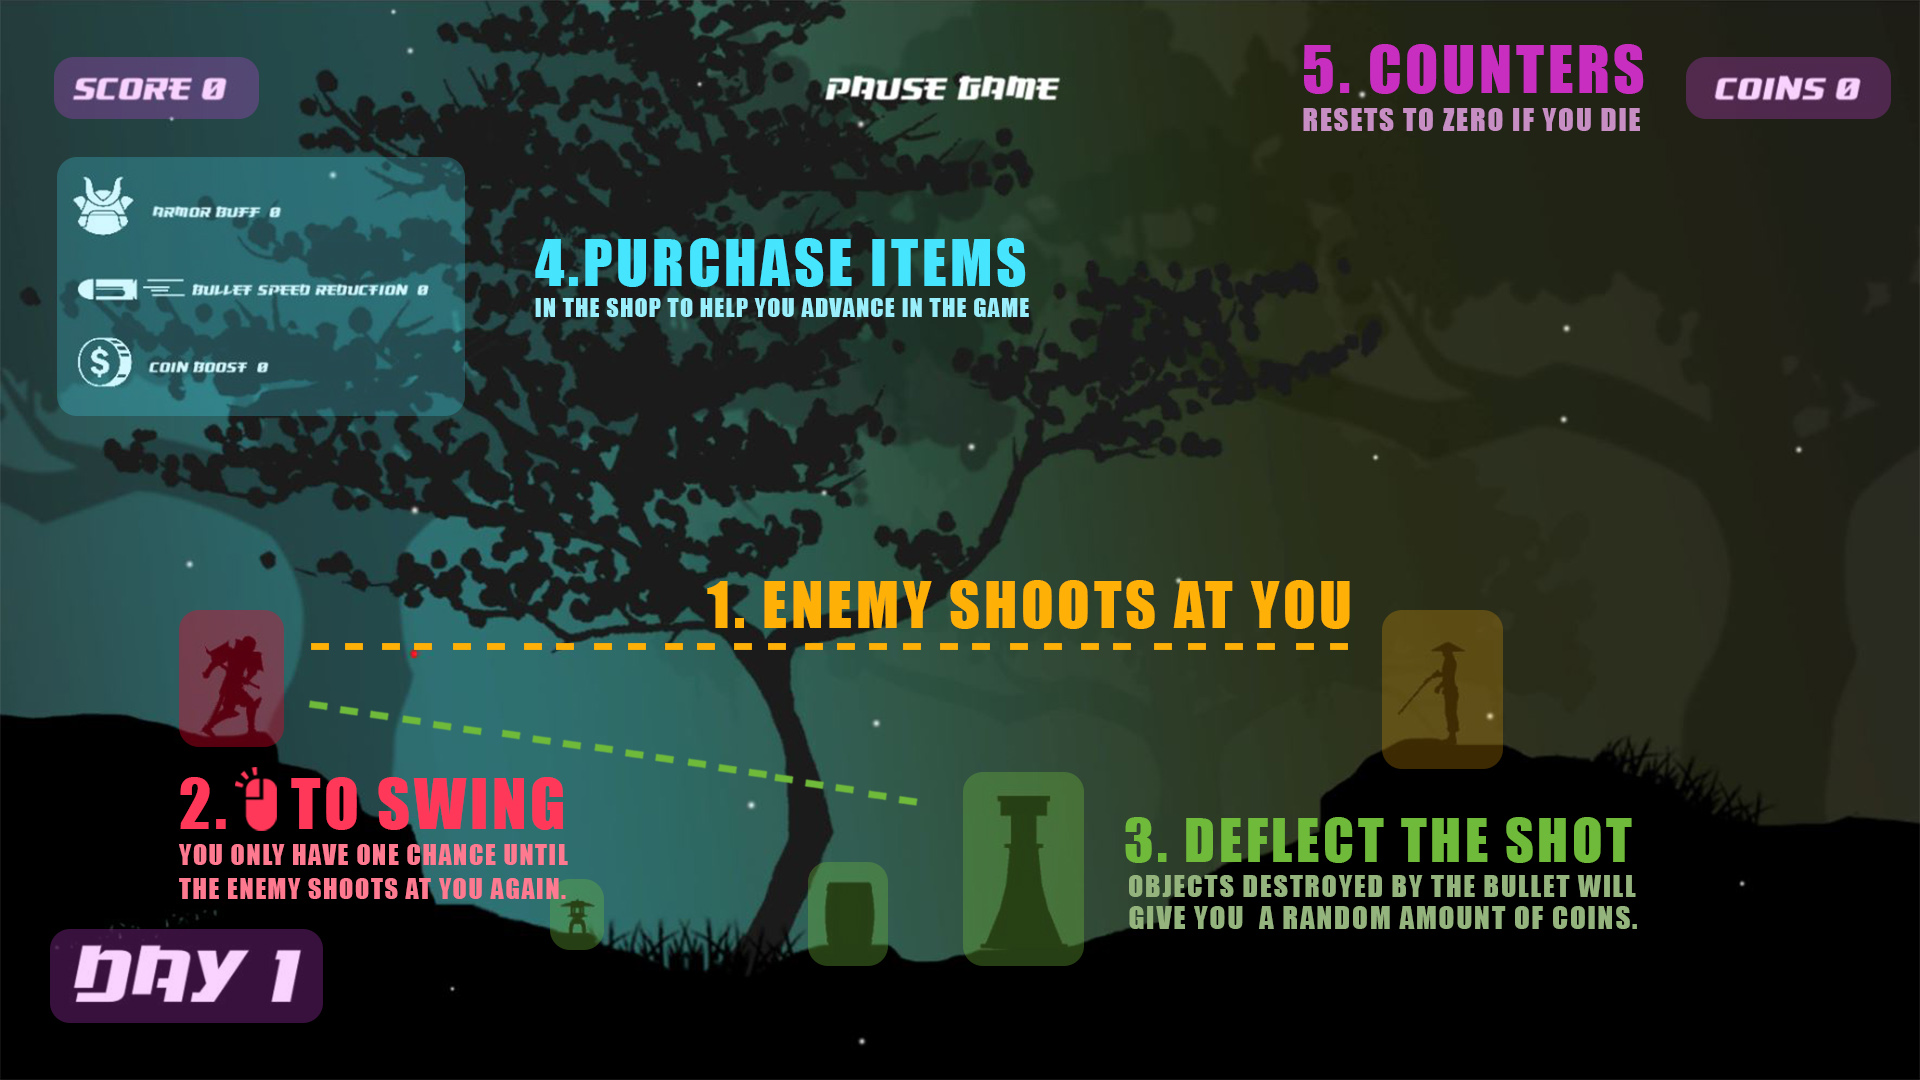 SCORE 0
PAUSE GAME
5. COUNTERS
RESETS TO ZERO IF YOU DIE
COINS 0
ARMOR BUFF 0
BULLET SPEED REDUCTION 0
COIN BOOST 0
4.PURCHASE ITEMS
IN THE SHOP TO HELP YOU ADVANCE IN THE GAME
1. ENEMY SHOOTS AT YOU
2. TO SWING
YOU ONLY HAVE ONE CHANCE UNTIL
THE ENEMY SHOOTS AT YOU AGAIN.
3. DEFLECT THE SHOT
OBJECTS DESTROYED BY THE BULLET WILL
GIVE YOU A RANDOM AMOUNT OF COINS.
DAY 1